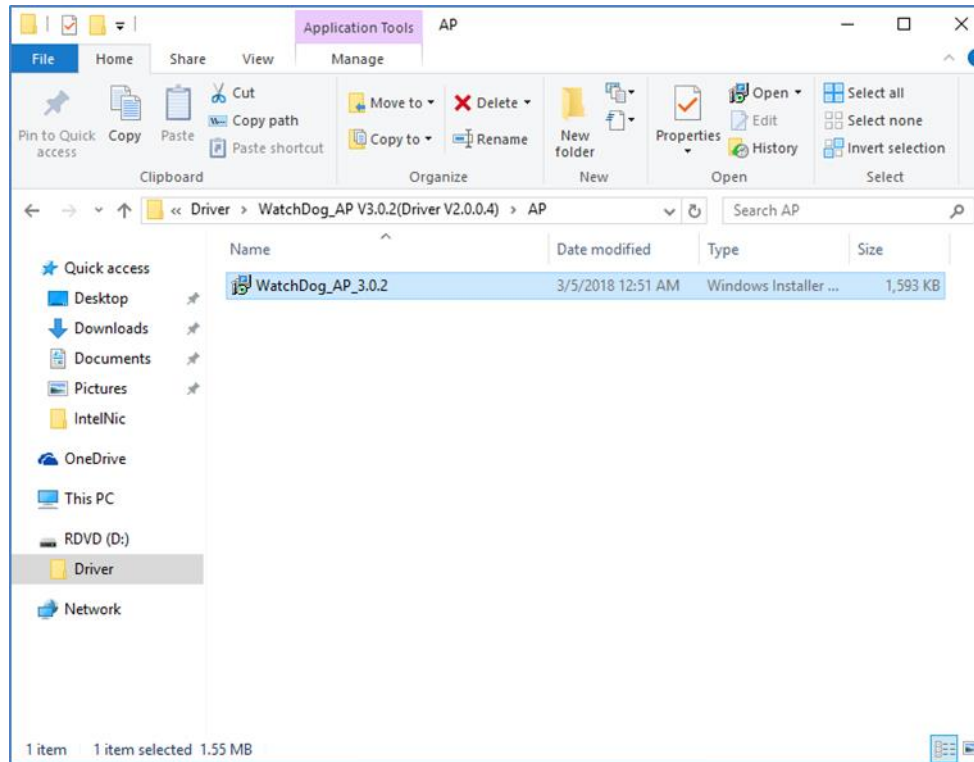 Application Tools AP
File Home Share View Manage
Pin to Quick access
Copy
Paste
Cut
Copy path
Paste shortcut
Clipboard
Move to
Copy to
Delete
Rename
Organize
New folder
New
Properties
Open
Edit
History
Open
Select all
Select none
Invert selection
Select
« Driver > WatchDog_AP V3.0.2(Driver V2.0.0.4) > AP
Search AP
Name Date modified Type Size
WatchDog_AP_3.0.2 3/5/2018 12:51 AM Windows Installer ... 1,593 KB
Quick access
Desktop
Downloads
Documents
Pictures
IntelNic
OneDrive
This PC
RDVD (D:)
Driver
Network
1 item 1 item selected 1.55 MB